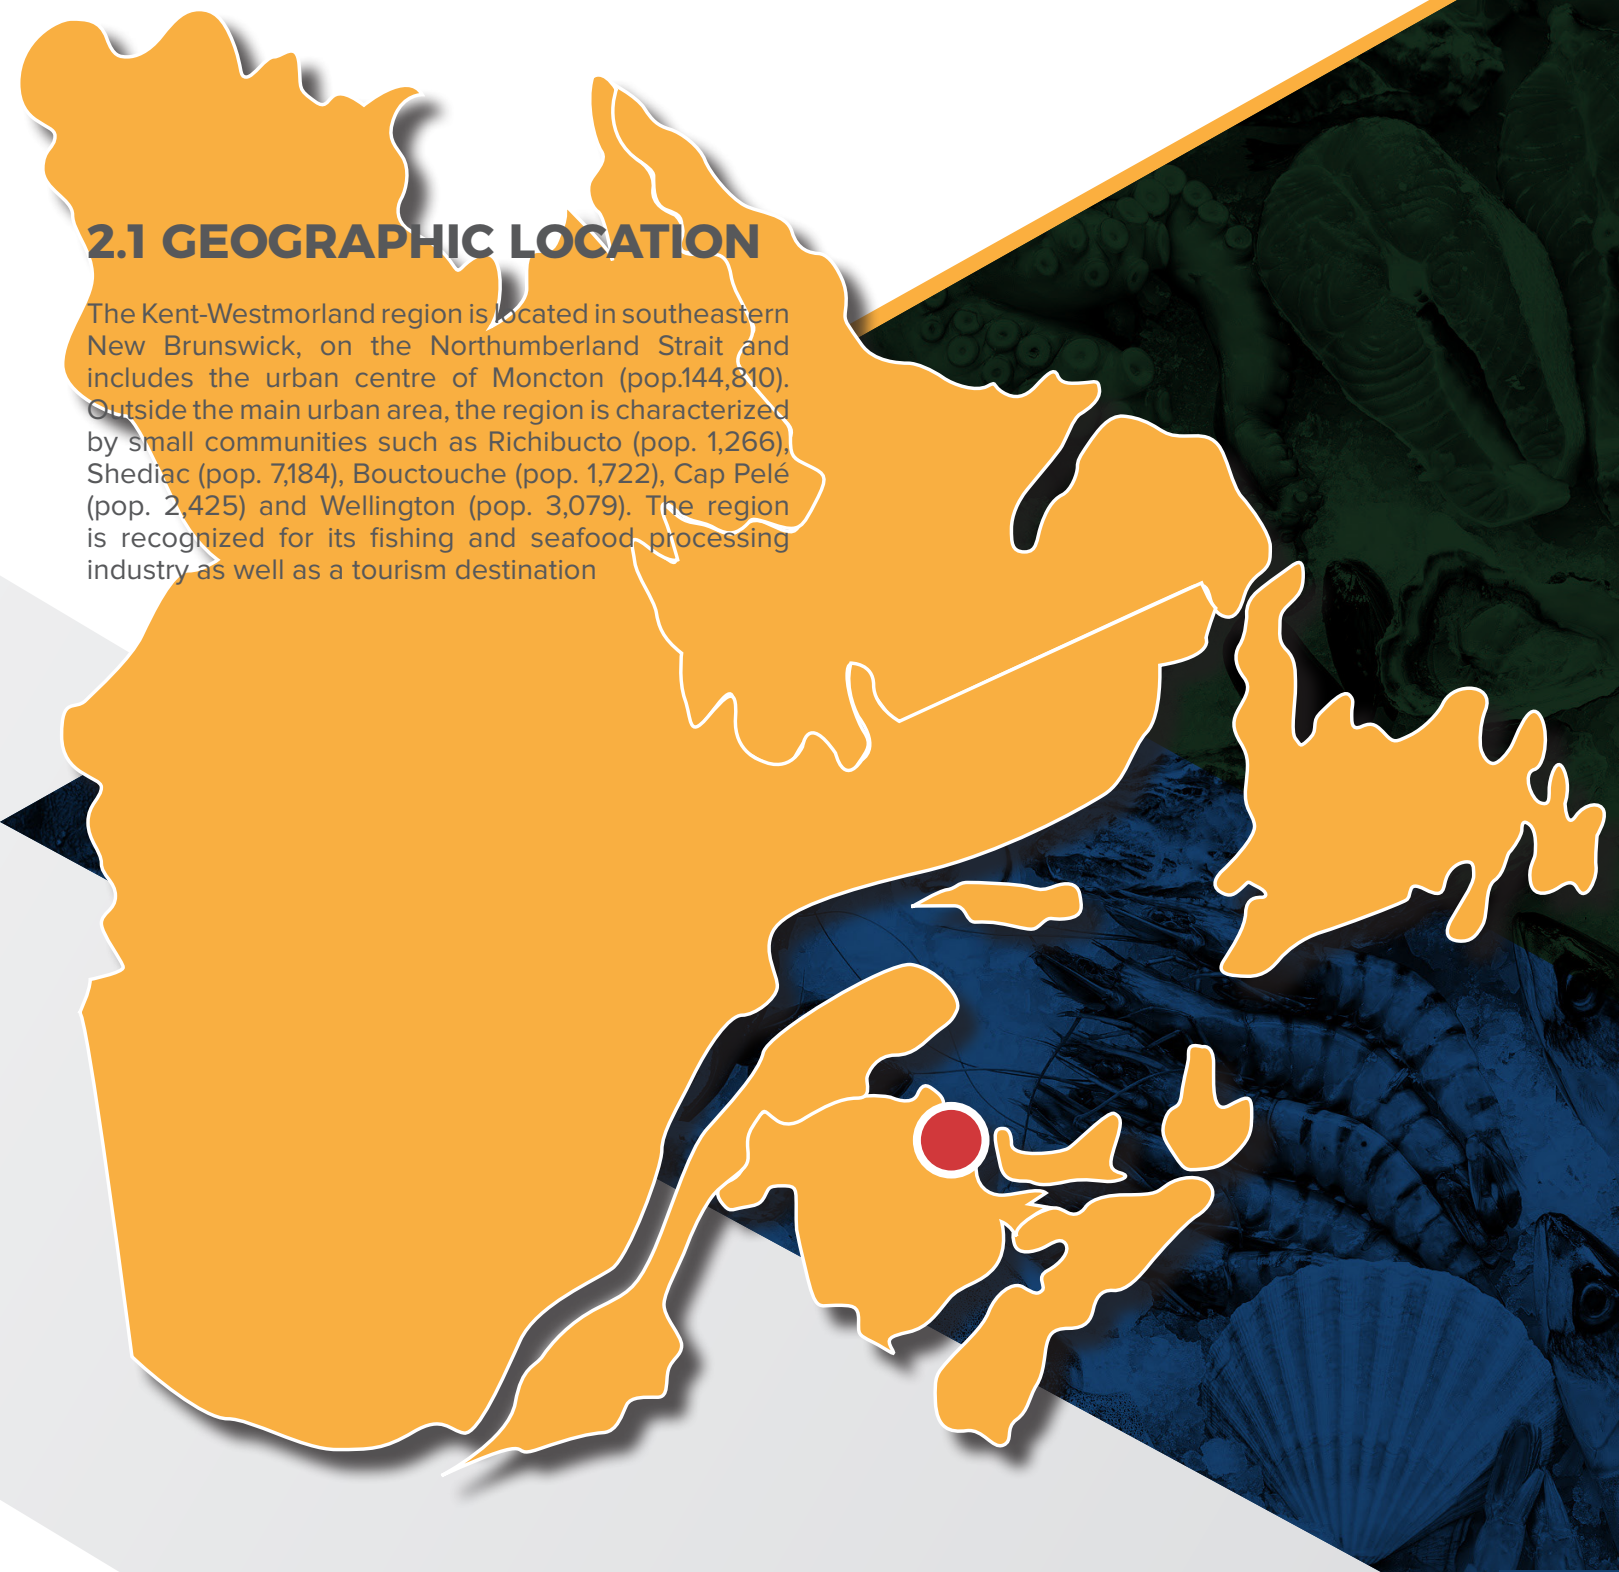 2.1 GEOGRAPHIC LOCATION
The Kent-Westmorland region is located in southeastern
New Brunswick, on the Northumberland Strait and
includes the urban centre of Moncton (pop.144,810).
Outside the main urban area, the region is characterized
by small communities such as Richibucto (pop. 1,266),
Shediac (pop. 7,184), Bouctouche (pop. 1,722), Cap Pelé
(pop. 2,425) and Wellington (pop. 3,079). The region
is recognized for its fishing and seafood processing
industry as well as a tourism destination